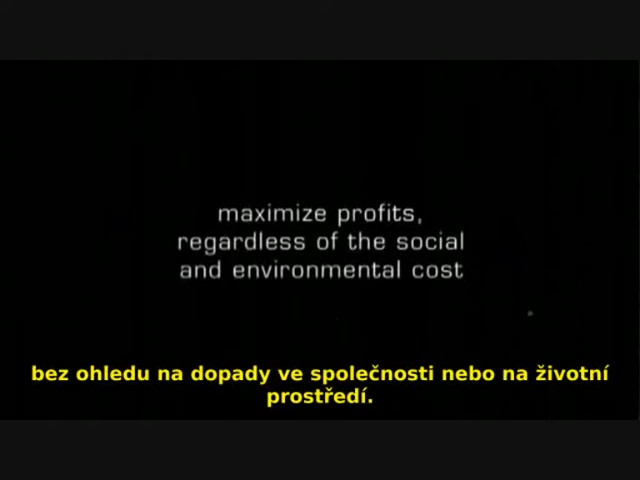 maximize profits,
regardless of the social
and environmental cost
bez ohledu na dopady ve společnosti nebo na životní
prostředí.